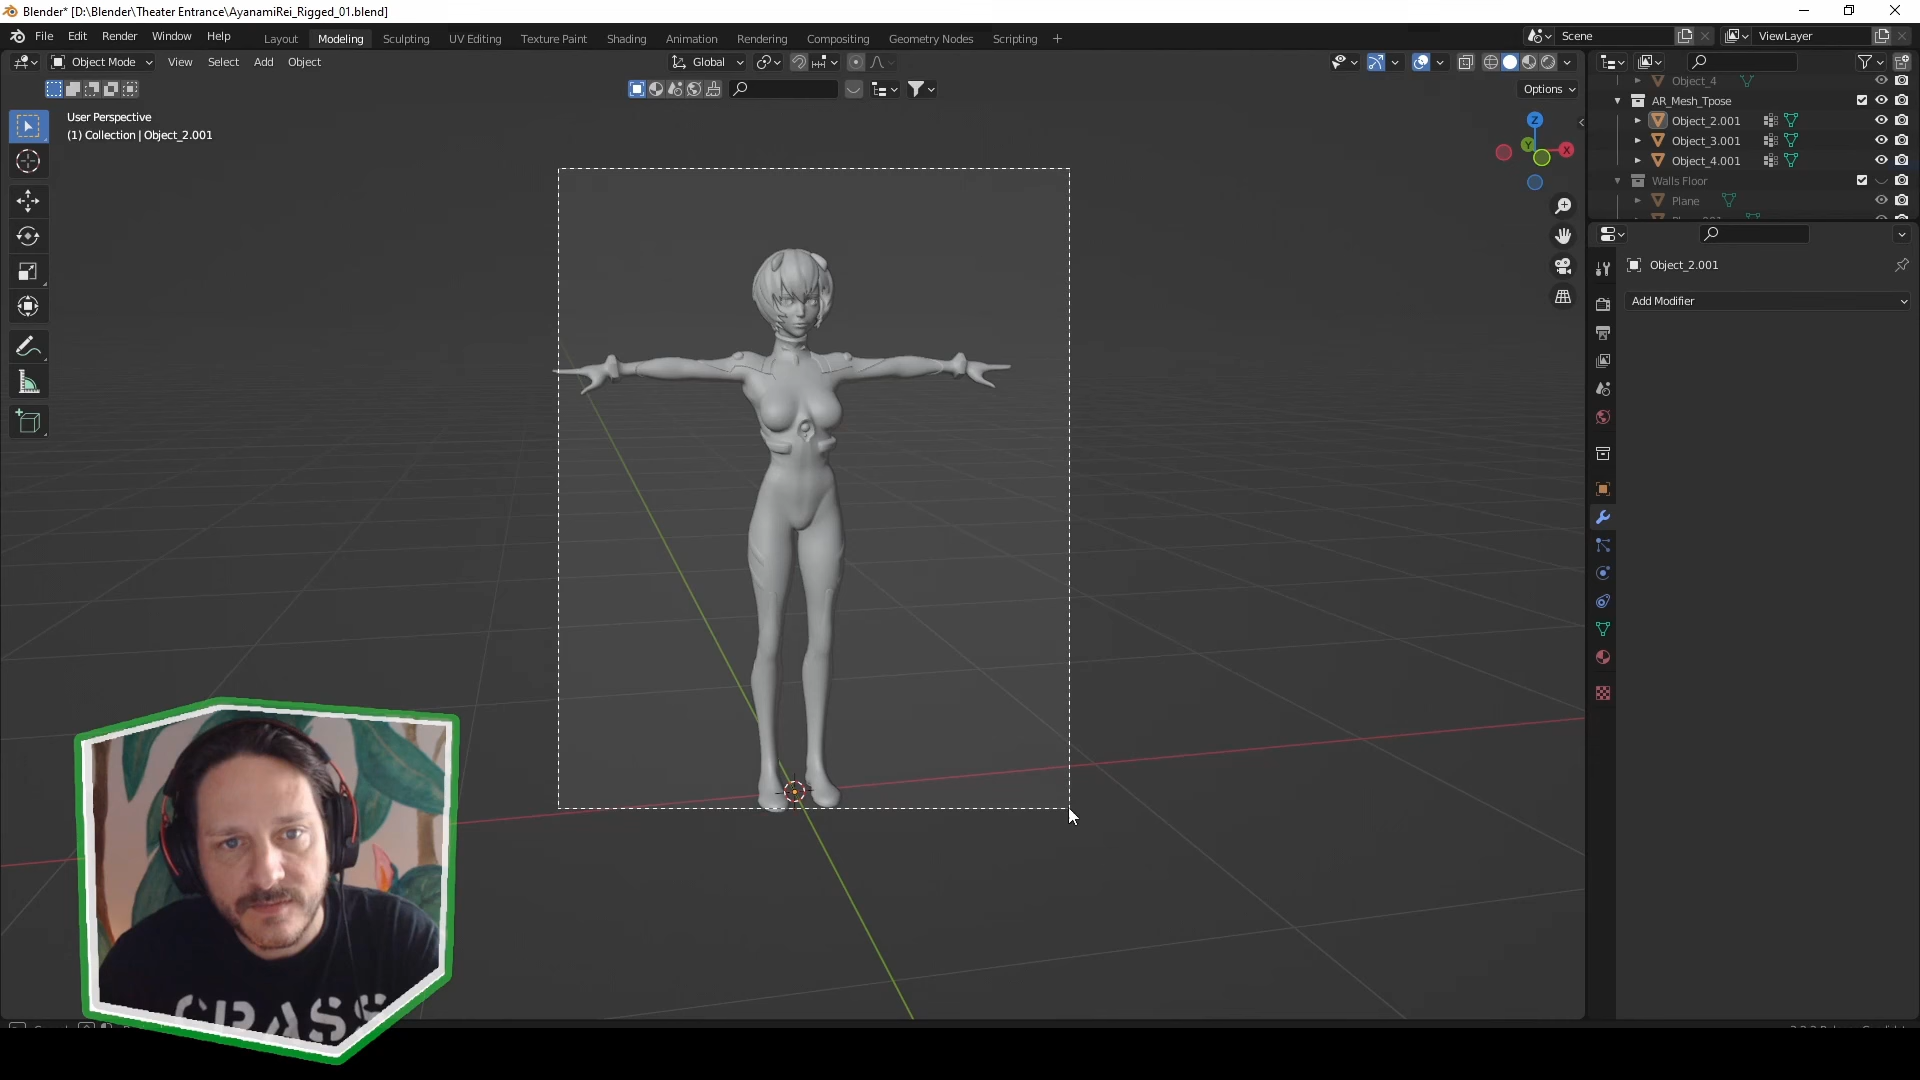 Blender* [D:\Blender\Theater Entrance\AyanamiRei_Rigged_01.blend]
File Edit Render Window Help Layout Modeling Sculpting UV Editing Texture Paint Shading Animation Rendering Compositing Geometry Nodes Scripting + Scene ViewLayer
Object Mode View Select Add Object Global
Options
User Perspective
(1) Collection | Object_2.001
Object_4
AR_Mesh_Tpose
Object_2.001
Object_3.001
Object_4.001
Walls Floor
Plane
Object_2.001
Add Modifier
Z
Y
X
CRASS